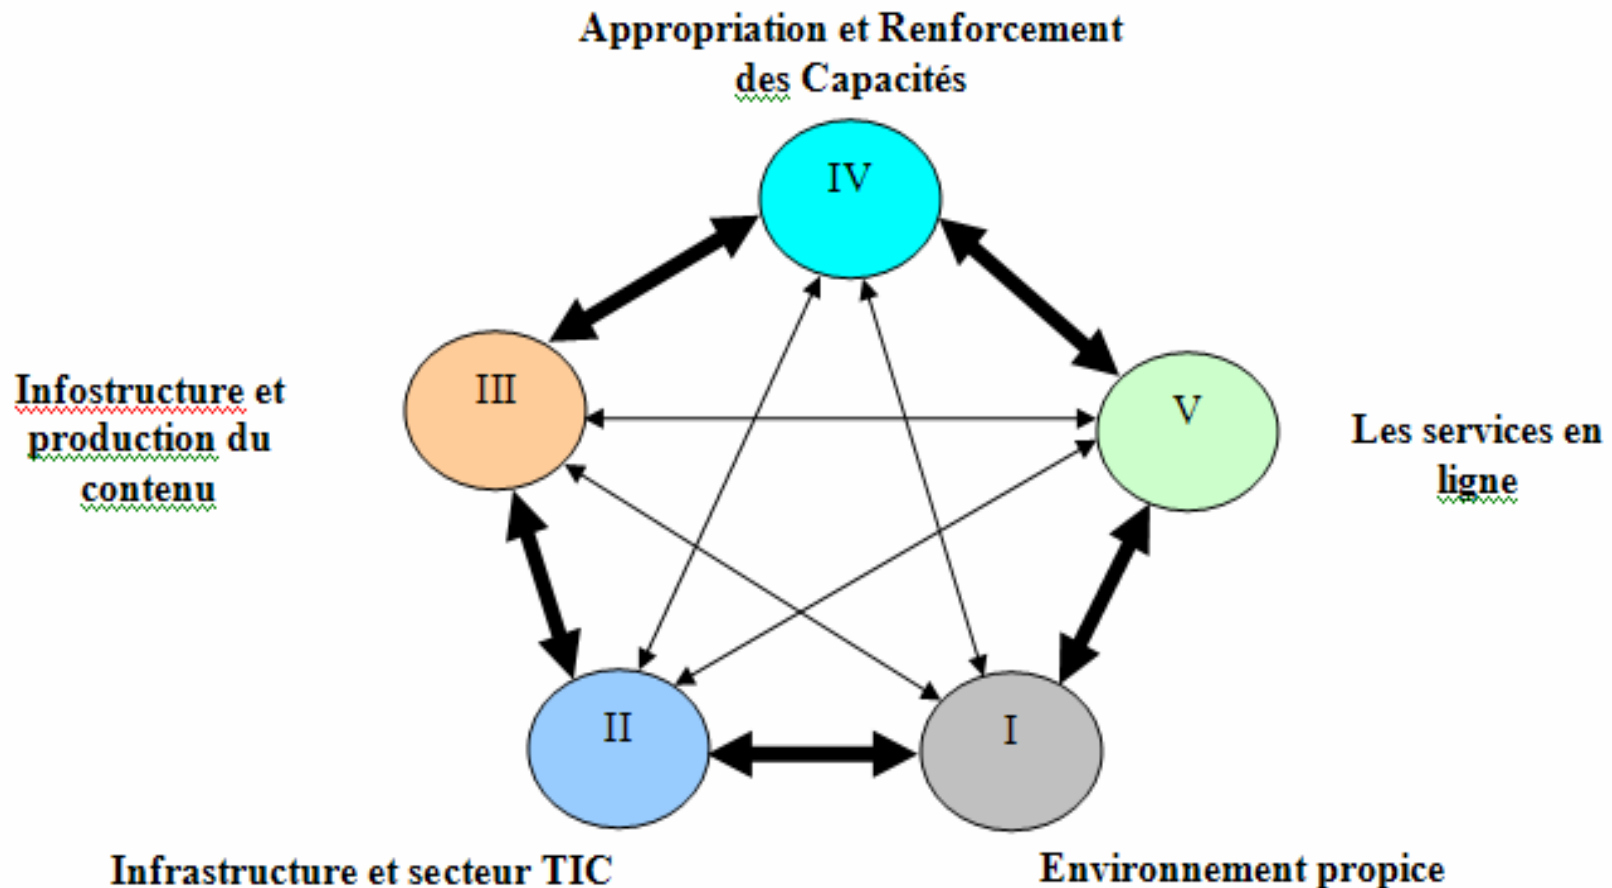 Appropriation et Renforcement
des Capacités
IV
III
Infostructure et
production du
contenu
V
Les services en
ligne
II
I
Infrastructure et secteur TIC
Environnement propice